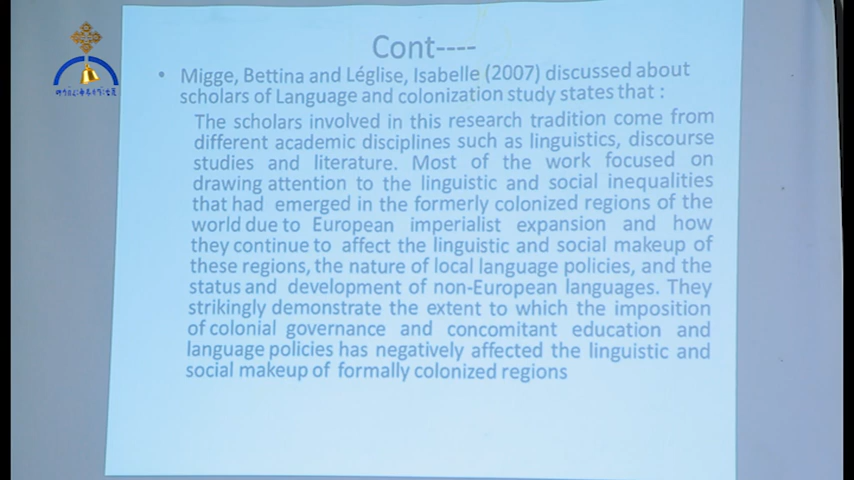 Cont----
• Migge, Bettina and Léglise, Isabelle (2007) discussed about
scholars of Language and colonization study states that :
The scholars involved in this research tradition come from
different academic disciplines such as linguistics, discourse
studies and literature. Most of the work focused on
drawing attention to the linguistic and social inequalities
that had emerged in the formerly colonized regions of the
world due to European imperialist expansion and how
they continue to affect the linguistic and social makeup of
these regions, the nature of local language policies, and the
status and development of non-European languages. They
strikingly demonstrate the extent to which the imposition
of colonial governance and concomitant education and
language policies has negatively affected the linguistic and
social makeup of formally colonized regions